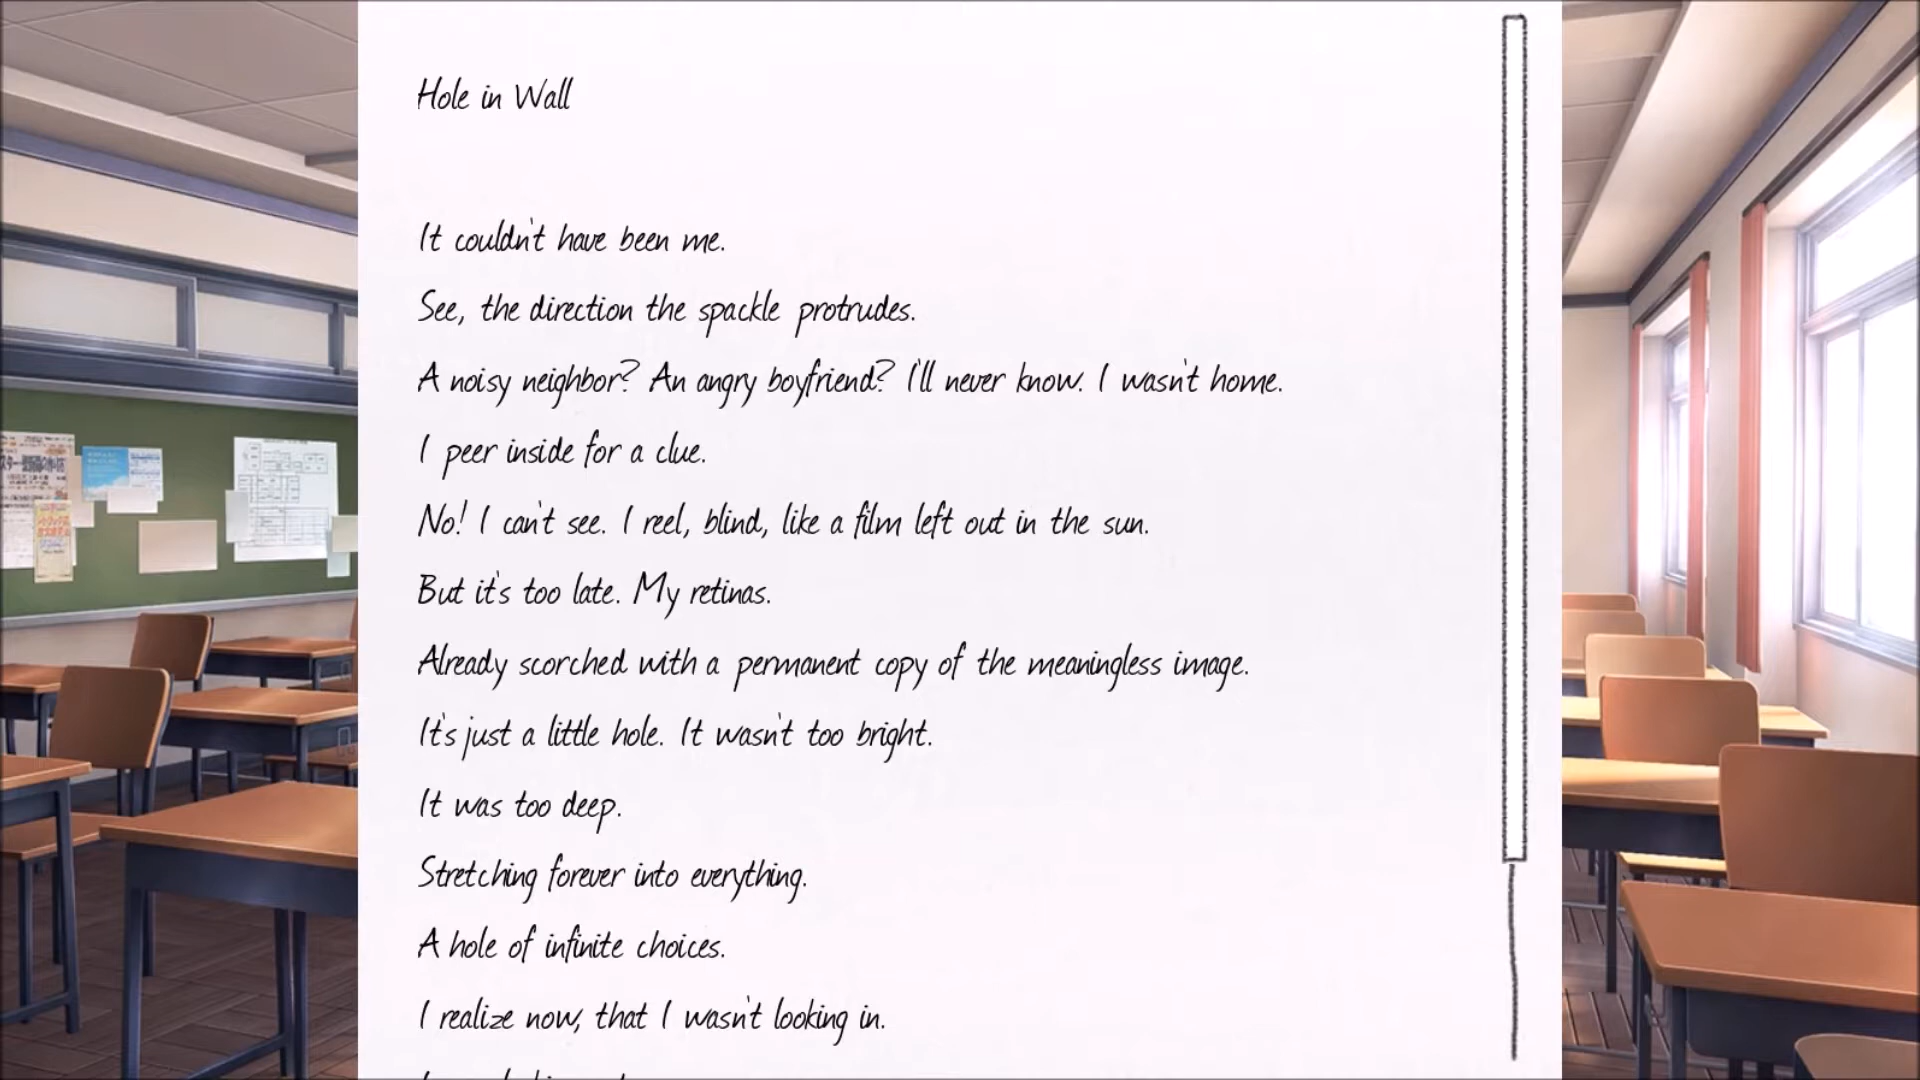 Hole in Wall
It couldn't have been me.
See, the direction the spackle protrudes.
A noisy neighbor? An angry boyfriend? I'll never know. I wasn't home.
I peer inside for a clue.
No! I can't see. I reel, blind, like a film left out in the sun.
But it's too late. My retinas.
Already scorched with a permanent copy of the meaningless image.
It's just a little hole. It wasn't too bright.
It was too deep.
Stretching forever into everything.
A hole of infinite choices.
I realize now, that I wasn't looking in.